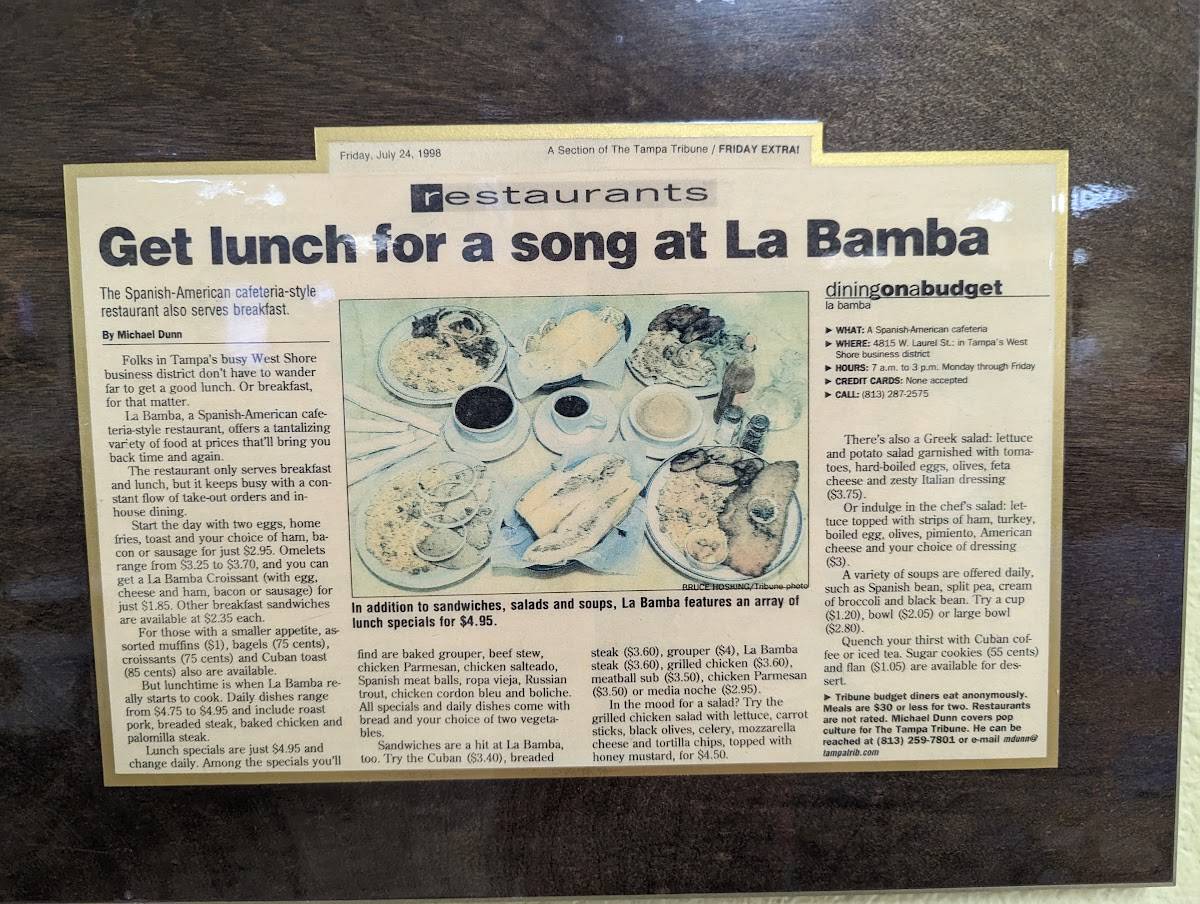 Friday, July 24, 1998
A Section of The Tampa Tribune / FRIDAY EXTRA!
restaurants
Get lunch for a song at La Bamba
The Spanish-American cafeteria-style
restaurant also serves breakfast.
By Michael Dunn
Folks in Tampa's busy West Shore
business district don't have to wander
far to get a good lunch. Or breakfast,
for that matter.
La Bamba, a Spanish-American cafe-
teria-style restaurant, offers a tantalizing
variety of food at prices that'll bring you
back time and again.
The restaurant only serves breakfast
and lunch, but it keeps busy with a con-
stant flow of take-out orders and in-
house dining.
Start the day with two eggs, home
fries, toast and your choice of ham, ba-
con or sausage for just $2.95. Omelets
range from $3.25 to $3.70, and you can
get a La Bamba Croissant (with egg,
cheese and ham, bacon or sausage) for
just $1.85. Other breakfast sandwiches
are available at $2.35 each.
For those with a smaller appetite, as-
sorted muffins ($1), bagels (75 cents),
croissants (75 cents) and Cuban toast
(85 cents) also are available.
But lunchtime is when La Bamba re-
ally starts to cook. Daily dishes range
from $4.75 to $4.95 and include roast
pork, breaded steak, baked chicken and
palomilla steak.
Lunch specials are just $4.95 and
change daily. Among the specials you'll
BRUCE HOSKING/Tribune photo
In addition to sandwiches, salads and soups, La Bamba features an array of
lunch specials for $4.95.
find are baked grouper, beef stew,
chicken Parmesan, chicken salteado,
Spanish meat balls, ropa vieja, Russian
trout, chicken cordon bleu and boliche.
All specials and daily dishes come with
bread and your choice of two vegeta-
bles.
Sandwiches are a hit at La Bamba,
too. Try the Cuban ($3.40), breaded
steak ($3.60), grouper ($4), La Bamba
steak ($3.60), grilled chicken ($3.60),
meatball sub ($3.50), chicken Parmesan
($3.50) or media noche ($2.95).
In the mood for a salad? Try the
grilled chicken salad with lettuce, carrot
sticks, black olives, celery, mozzarella
cheese and tortilla chips, topped with
honey mustard, for $4.50.
diningonabudget
la bamba
► WHAT: A Spanish-American cafeteria
► WHERE: 4815 W. Laurel St.: in Tampa's West
Shore business district
► HOURS: 7 a.m. to 3 p.m. Monday through Friday
► CREDIT CARDS: None accepted
► CALL: (813) 287-2575
There's also a Greek salad: lettuce
and potato salad garnished with toma-
toes, hard-boiled eggs, olives, feta
cheese and zesty Italian dressing
($3.75).
Or indulge in the chef's salad: let-
tuce topped with strips of ham, turkey,
boiled egg, olives, pimiento, American
cheese and your choice of dressing
($3).
A variety of soups are offered daily,
such as Spanish bean, split pea, cream
of broccoli and black bean. Try a cup
($1.20), bowl ($2.05) or large bowl
($2.80).
Quench your thirst with Cuban cof-
fee or iced tea. Sugar cookies (55 cents)
and flan ($1.05) are available for des-
sert.
► Tribune budget diners eat anonymously.
Meals are $30 or less for two. Restaurants
are not rated. Michael Dunn covers pop
culture for The Tampa Tribune. He can be
reached at (813) 259-7801 or e-mail mdunn@
tampatrib.com